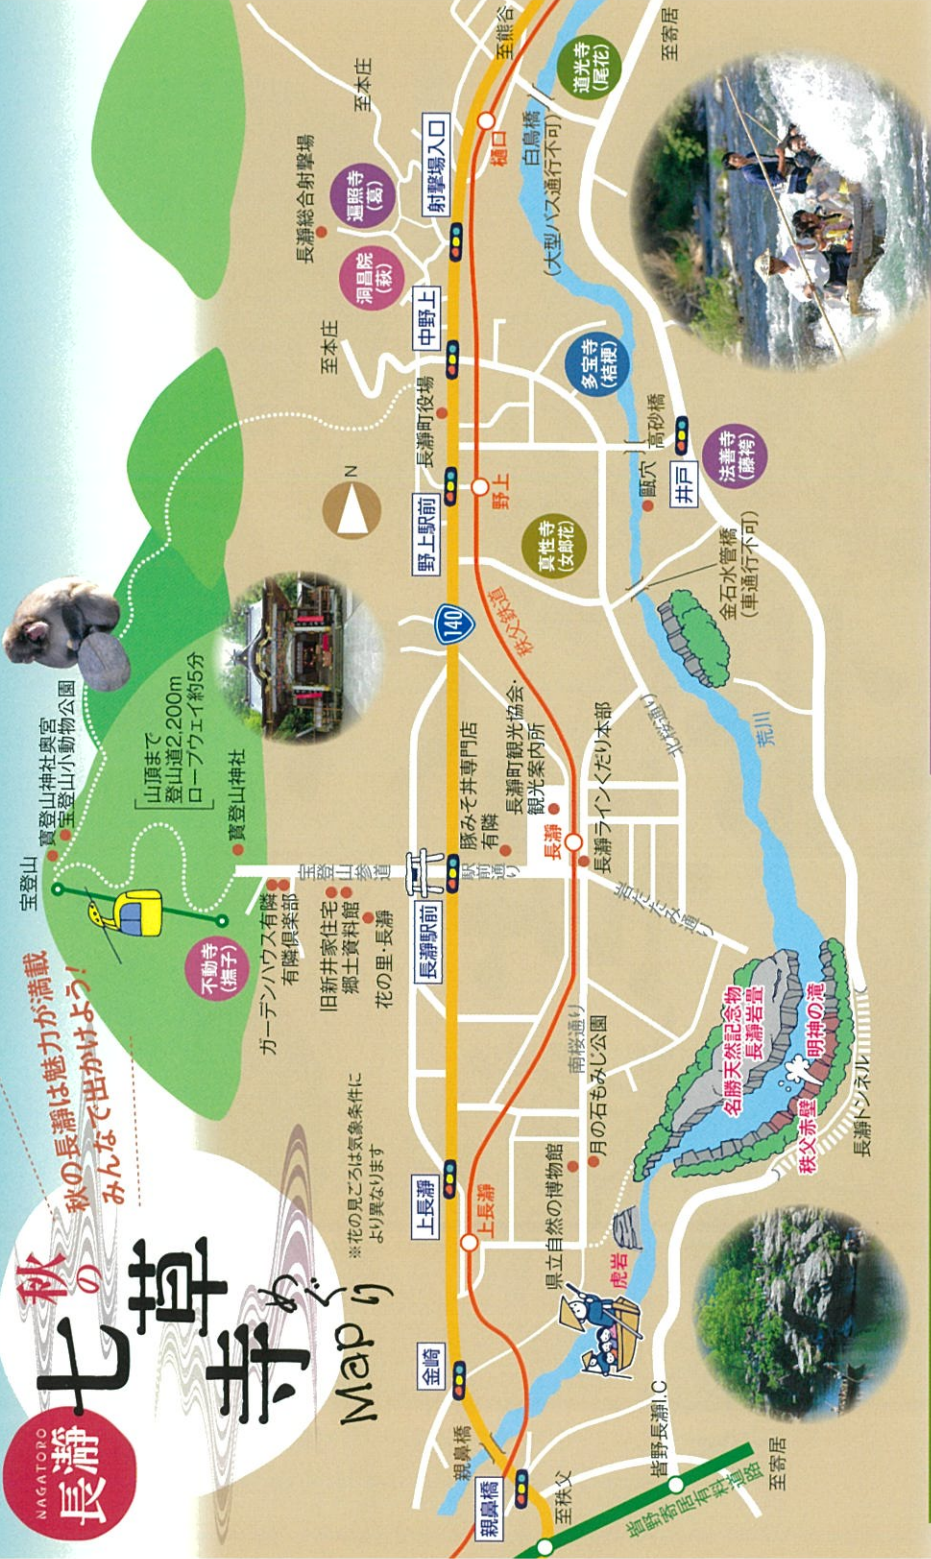 NAGATORO
長瀞
秋の
七草
寺めぐり
Map
秋の長瀞は魅力が満載
みんなで出かけよう！
※花の見ごろは気象条件に
より異なります
宝登山
寳登山神社奥宮
宝登山小動物公園
山頂まで
登山道2,200m
ロープウェイ約5分
寳登山神社
不動寺
(撫子)
ガーデンハウス有隣
有隣倶楽部
旧新井家住宅
郷土資料館
花の里・長瀞
宝登山参道
長瀞駅前
駅前通り
豚みそ丼専門店
有隣
長瀞町観光協会・
観光案内所
長瀞
長瀞ラインくだり本部
岩だたみ通り
北桜通り
南桜通り
月の石もみじ公園
県立自然の博物館
上長瀞
上長瀞
金崎
親鼻橋
親鼻橋
至秩父
皆野長瀞I.C
皆野寄居有料道路
至寄居
虎岩
名勝天然記念物
長瀞岩畳
秩父赤壁
明神の滝
長瀞トンネル
荒川
金石水管橋
(車通行不可)
140
秩父鉄道
N
野上駅前
野上
真性寺
(女郎花)
長瀞町役場
甌穴
高砂橋
井戸
法善寺
(藤袴)
多宝寺
(桔梗)
中野上
至本庄
洞昌院
(萩)
遍照寺
(葛)
長瀞総合射撃場
至本庄
射撃場入口
樋口
白鳥橋
(大型バス通行不可)
道光寺
(尾花)
至熊谷
至寄居